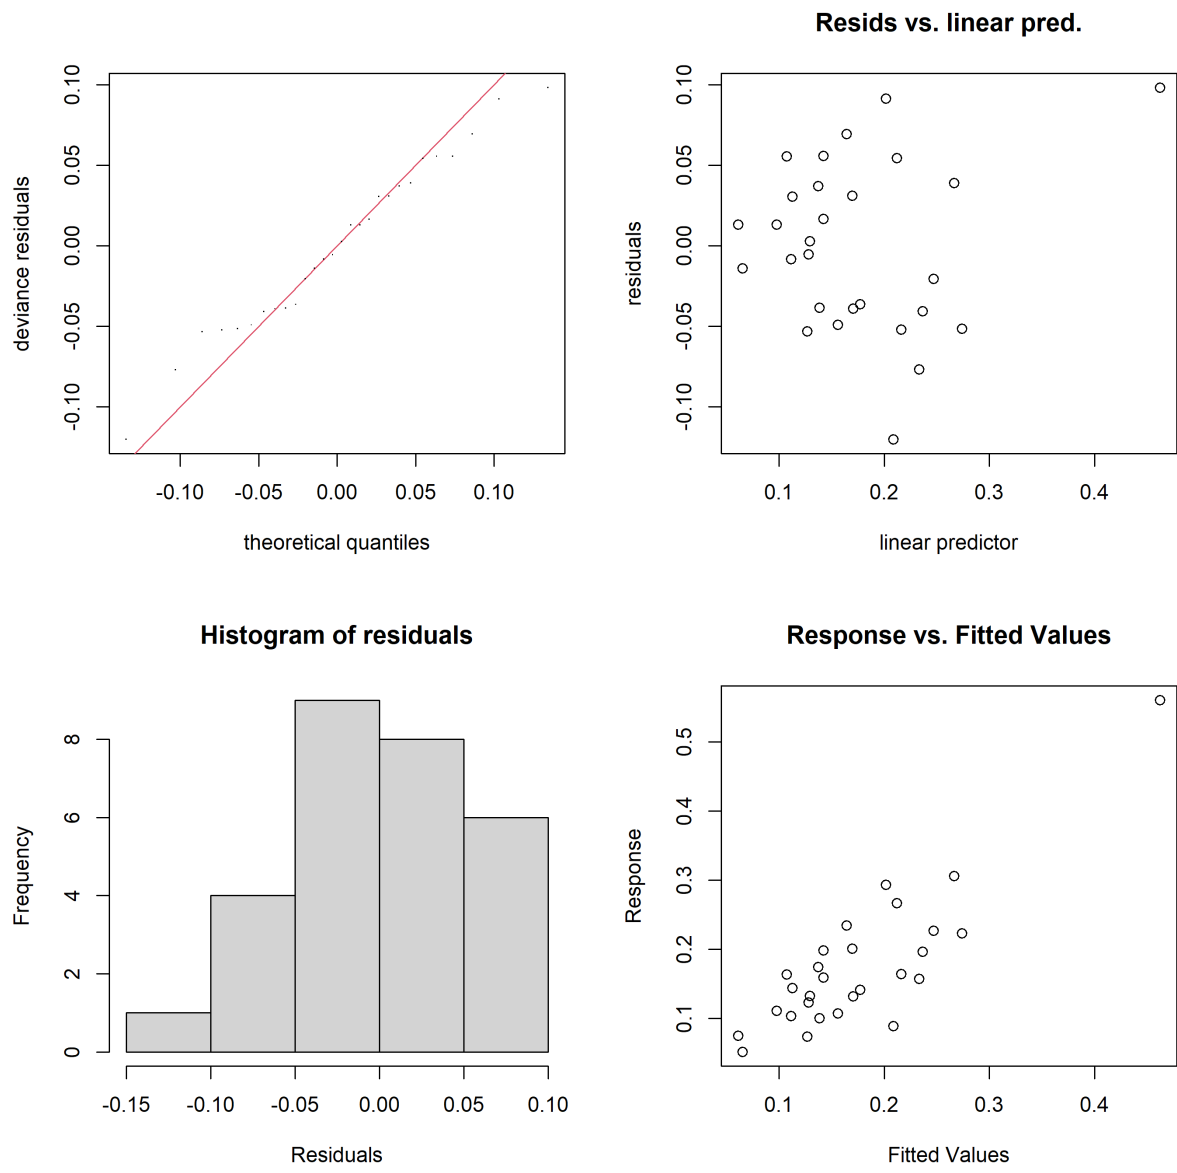 deviance residuals
0.10
0.05
0.00
-0.05
-0.10
-0.10 -0.05 0.00 0.05 0.10
theoretical quantiles
Resids vs. linear pred.
residuals
0.10
0.05
0.00
-0.05
-0.10
0.1 0.2 0.3 0.4
linear predictor
Histogram of residuals
Frequency
8
6
4
2
0
-0.15 -0.10 -0.05 0.00 0.05 0.10
Residuals
Response vs. Fitted Values
Response
0.5
0.4
0.3
0.2
0.1
0.1 0.2 0.3 0.4
Fitted Values